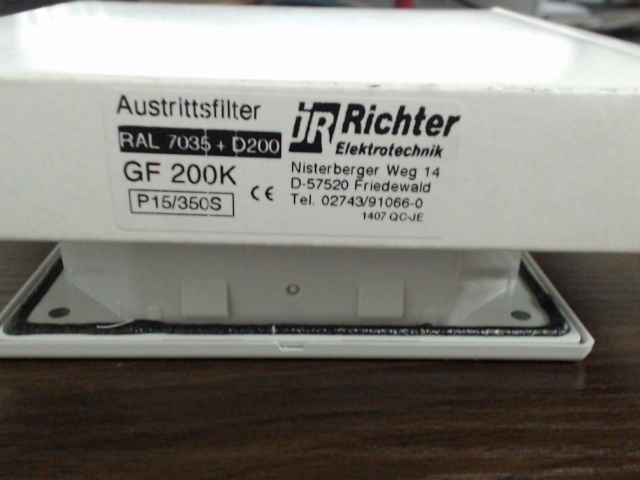 Austrittsfilter
RAL 7035 + D200
GF 200K
P15/350S
CE
JR Richter
Elektrotechnik
Nisterberger Weg 14
D-57520 Friedewald
Tel. 02743/91066-0
1407 QC-JE